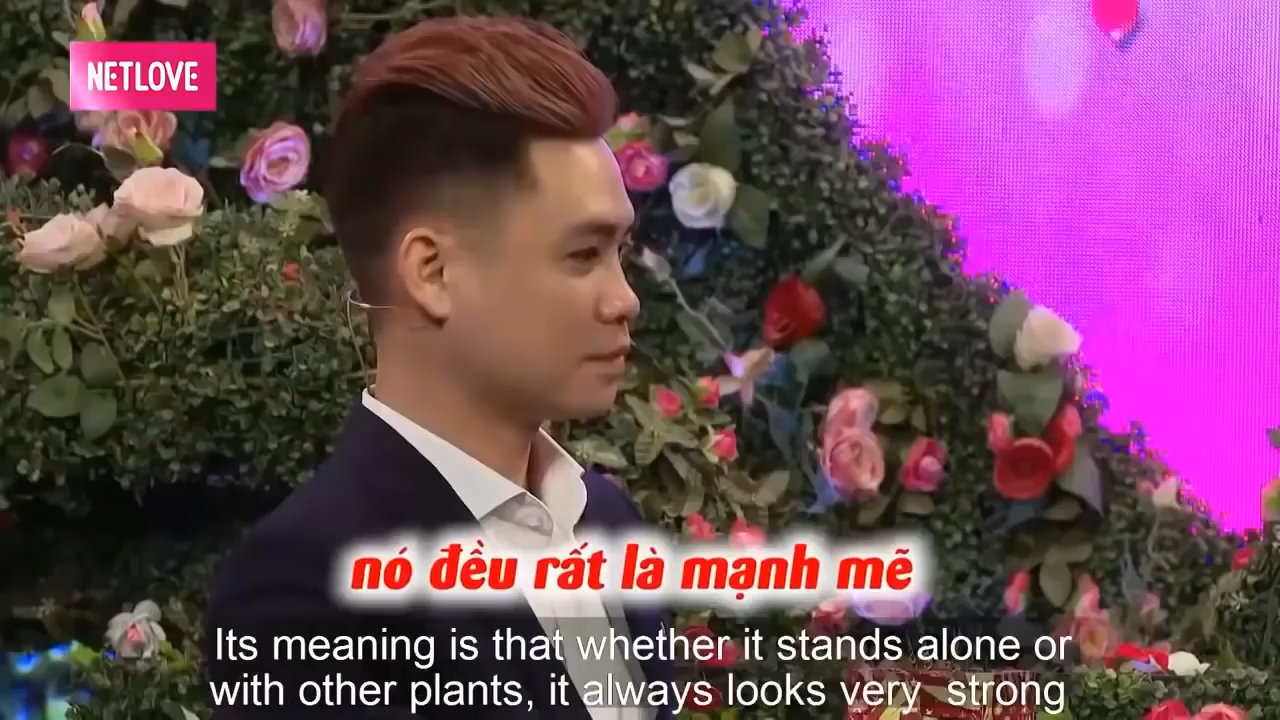 NETLOVE
nó đều rất là mạnh mẽ
Its meaning is that whether it stands alone or
with other plants, it always looks very strong